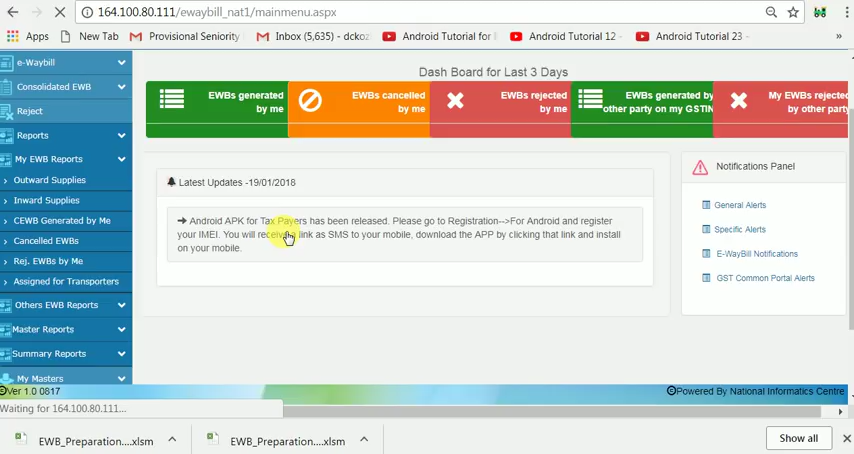 164.100.80.111/ewaybill_nat1/mainmenu.aspx
Apps New Tab Provisional Seniority Inbox (5,635) - dckoz Android Tutorial for Android Tutorial 12 - Android Tutorial 23 - »
e-Waybill
Consolidated EWB
Reject
Reports
My EWB Reports
› Outward Supplies
› Inward Supplies
› CEWB Generated by Me
› Cancelled EWBs
› Rej. EWBs by Me
› Assigned for Transporters
Others EWB Reports
Master Reports
Summary Reports
My Masters
Dash Board for Last 3 Days
EWBs generated
by me
EWBs cancelled
by me
EWBs rejected
by me
EWBs generated by
other party on my GSTIN
My EWBs rejected
by other party
Latest Updates -19/01/2018
Android APK for Tax Payers has been released. Please go to Registration-->For Android and register
your IMEI. You will receive a link as SMS to your mobile, download the APP by clicking that link and install
on your mobile.
Notifications Panel
General Alerts
Specific Alerts
E-WayBill Notifications
GST Common Portal Alerts
©Ver 1.0 0817
©Powered By National Informatics Centre
Waiting for 164.100.80.111...
EWB_Preparation....xlsm
EWB_Preparation....xlsm
Show all